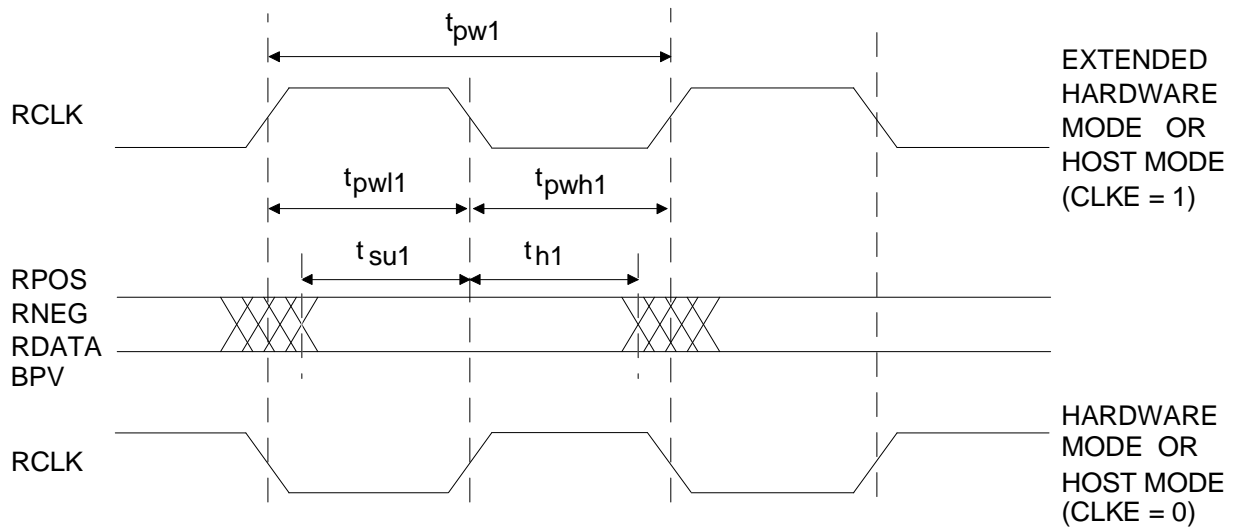 tpw1
RCLK
EXTENDED
HARDWARE
MODE OR
HOST MODE
(CLKE = 1)
tpwl1
tpwh1
tsu1
th1
RPOS
RNEG
RDATA
BPV
RCLK
HARDWARE
MODE OR
HOST MODE
(CLKE = 0)